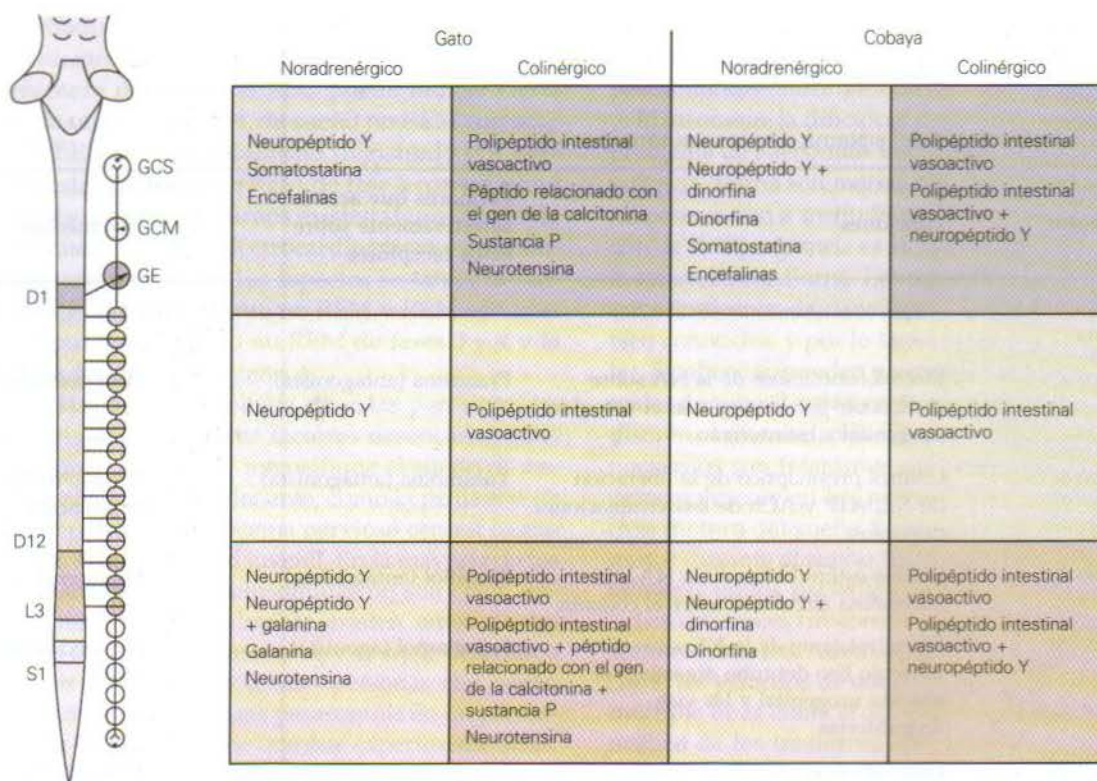 Gato
Cobaya
Noradrenérgico
Colinérgico
Noradrenérgico
Colinérgico
GCS
GCM
GE
D1
D12
L3
S1
Neuropéptido Y
Somatostatina
Encefalinas
Polipéptido intestinal
vasoactivo
Péptido relacionado con
el gen de la calcitonina
Sustancia P
Neurotensina
Neuropéptido Y
Neuropéptido Y +
dinorfina
Dinorfina
Somatostatina
Encefalinas
Polipéptido intestinal
vasoactivo
Polipéptido intestinal
vasoactivo +
neuropéptido Y
Neuropéptido Y
Polipéptido intestinal
vasoactivo
Neuropéptido Y
Polipéptido intestinal
vasoactivo
Neuropéptido Y
Neuropéptido Y
+ galanina
Galanina
Neurotensina
Polipéptido intestinal
vasoactivo
Polipéptido intestinal
vasoactivo + péptido
relacionado con el gen
de la calcitonina +
sustancia P
Neurotensina
Neuropéptido Y
Neuropéptido Y +
dinorfina
Dinorfina
Polipéptido intestinal
vasoactivo
Polipéptido intestinal
vasoactivo +
neuropéptido Y